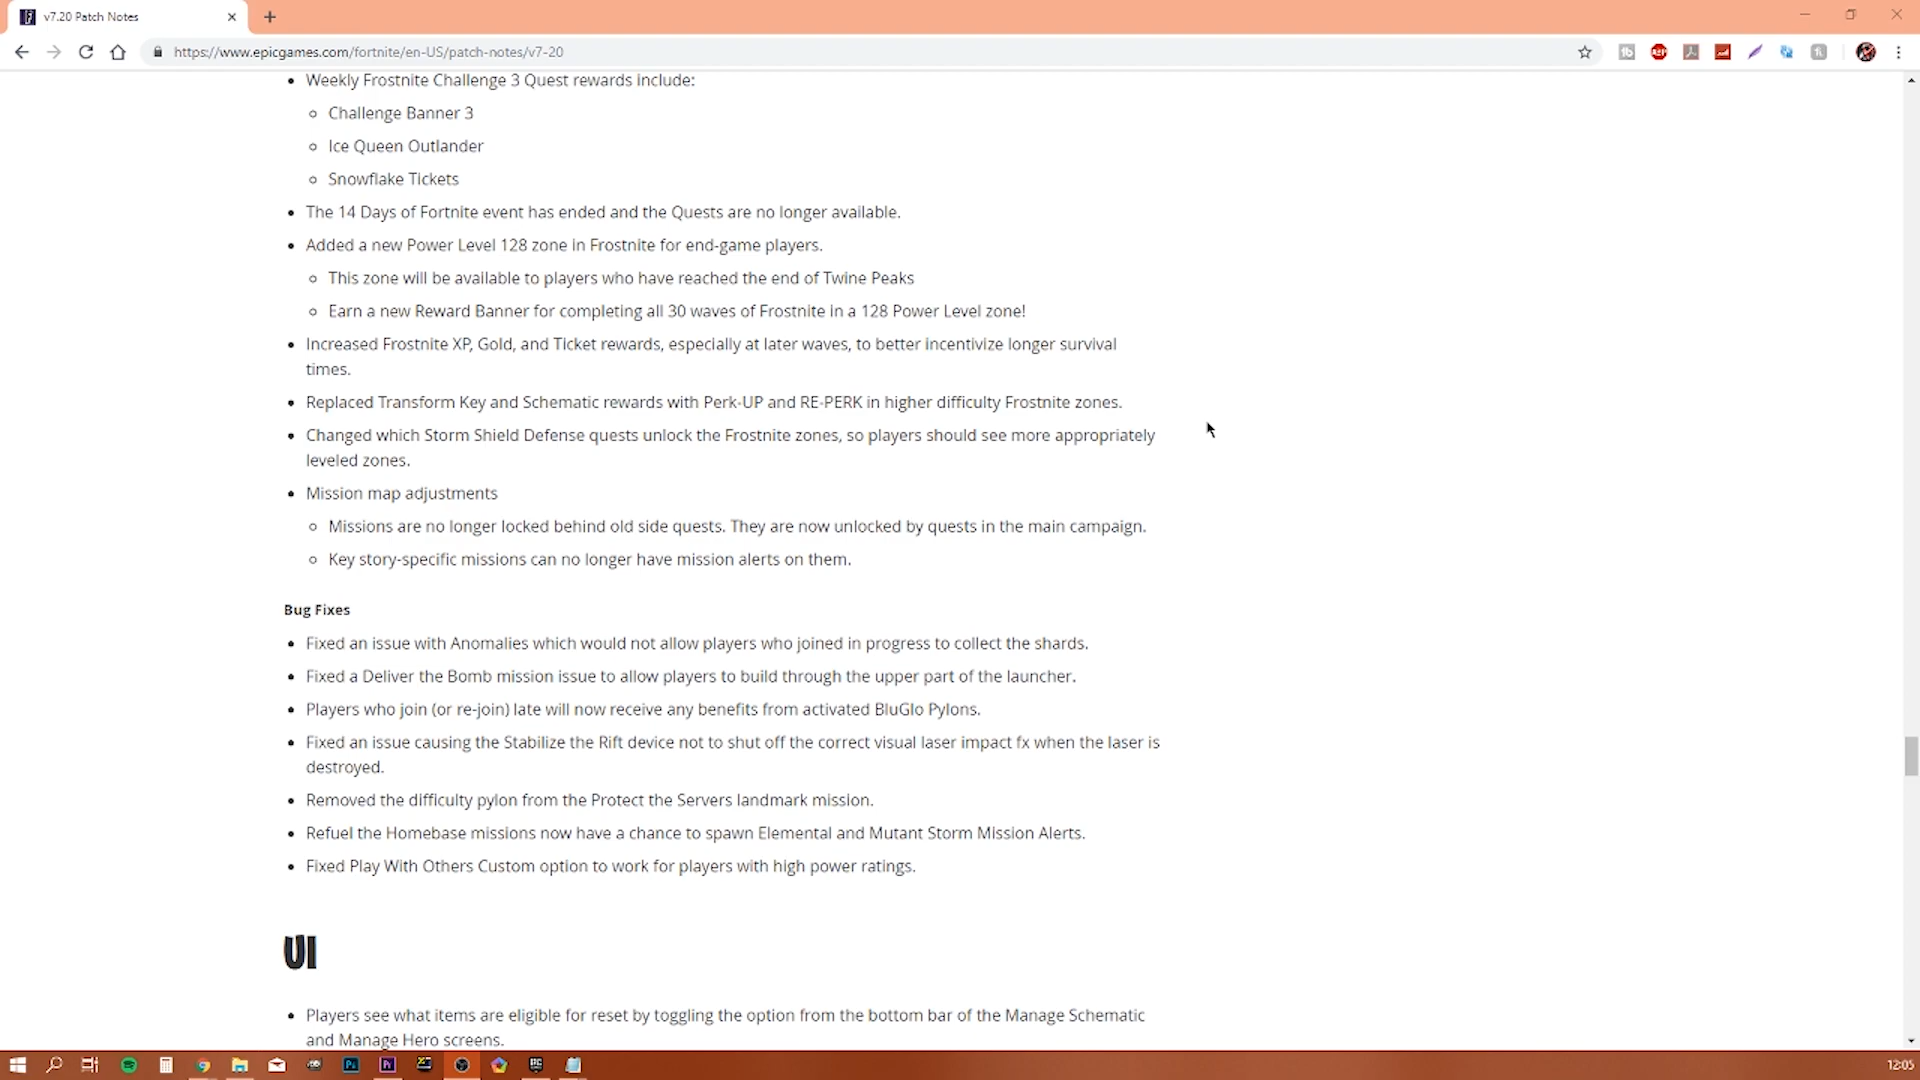 v7.20 Patch Notes
https://www.epicgames.com/fortnite/en-US/patch-notes/v7-20
Weekly Frostnite Challenge 3 Quest rewards include:
Challenge Banner 3
Ice Queen Outlander
Snowflake Tickets
The 14 Days of Fortnite event has ended and the Quests are no longer available.
Added a new Power Level 128 zone in Frostnite for end-game players.
This zone will be available to players who have reached the end of Twine Peaks
Earn a new Reward Banner for completing all 30 waves of Frostnite in a 128 Power Level zone!
Increased Frostnite XP, Gold, and Ticket rewards, especially at later waves, to better incentivize longer survival
times.
Replaced Transform Key and Schematic rewards with Perk-UP and RE-PERK in higher difficulty Frostnite zones.
Changed which Storm Shield Defense quests unlock the Frostnite zones, so players should see more appropriately
leveled zones.
Mission map adjustments
Missions are no longer locked behind old side quests. They are now unlocked by quests in the main campaign.
Key story-specific missions can no longer have mission alerts on them.
Bug Fixes
Fixed an issue with Anomalies which would not allow players who joined in progress to collect the shards.
Fixed a Deliver the Bomb mission issue to allow players to build through the upper part of the launcher.
Players who join (or re-join) late will now receive any benefits from activated BluGlo Pylons.
Fixed an issue causing the Stabilize the Rift device not to shut off the correct visual laser impact fx when the laser is
destroyed.
Removed the difficulty pylon from the Protect the Servers landmark mission.
Refuel the Homebase missions now have a chance to spawn Elemental and Mutant Storm Mission Alerts.
Fixed Play With Others Custom option to work for players with high power ratings.
UI
Players see what items are eligible for reset by toggling the option from the bottom bar of the Manage Schematic
and Manage Hero screens.
12:05